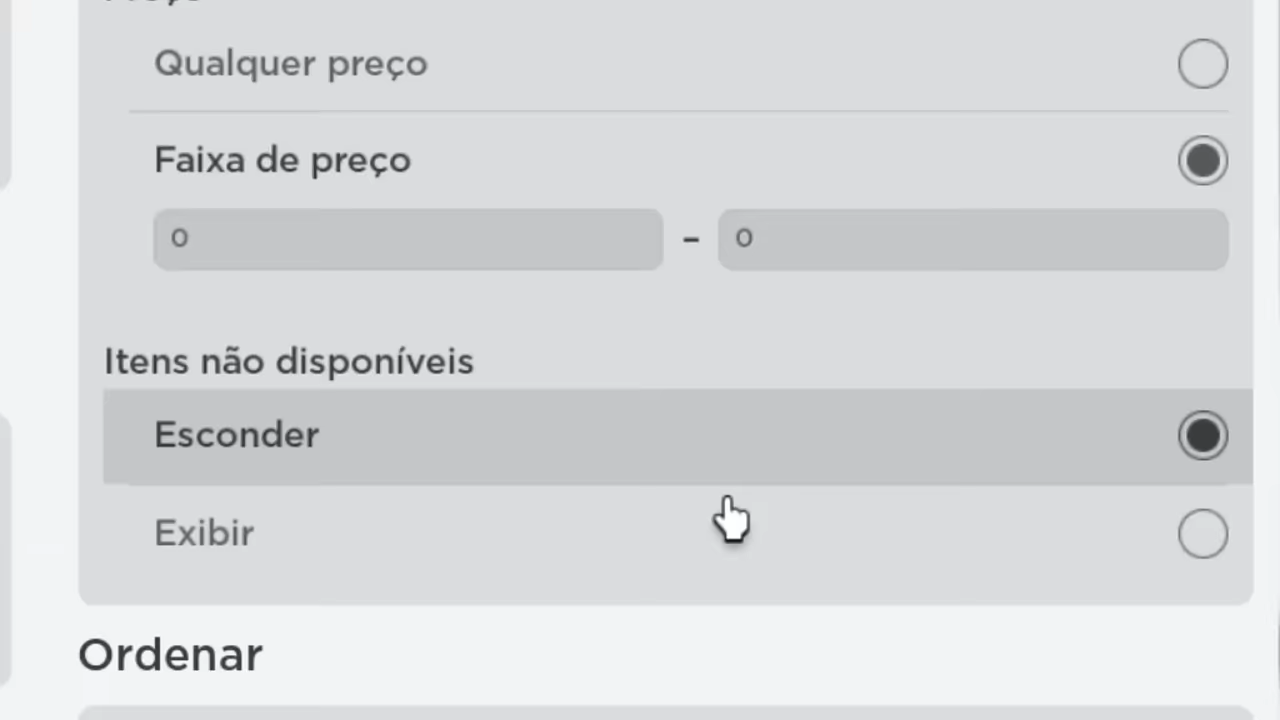 Qualquer preço
Faixa de preço
0 – 0
Itens não disponíveis
Esconder
Exibir
Ordenar